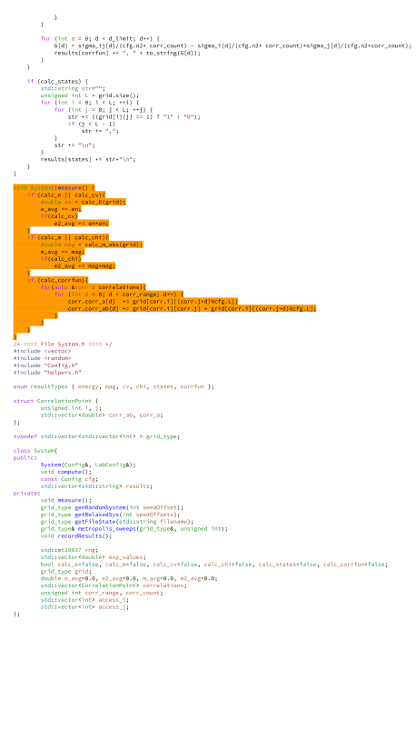 }
}
for (int d = 0; d < d_limit; d++) {
G[d] = sigma_ij[d]/(cfg.n2* corr_count) - sigma_i[d]/(cfg.n2* corr_count)*sigma_j[d]/(cfg.n2*corr_count);
results[corrfun] += ", " + to_string(G[d]);
}
}
if (calc_states) {
std::string str="";
unsigned int L = grid.size();
for (int i = 0; i < L; ++i) {
for (int j = 0; j < L; ++j) {
str += ((grid[i][j] == 1) ? "1" : "0");
if (j < L - 1)
str += ",";
}
str += "\n";
}
results[states] += str+"\n";
}
}
void System::measure() {
if (calc_e || calc_cv){
double en = calc_E(grid);
e_avg += en;
if(calc_cv)
e2_avg += en*en;
}
if (calc_m || calc_chi){
double mag = calc_m_abs(grid);
m_avg += mag;
if(calc_chi)
m2_avg += mag*mag;
}
if (calc_corrfun){
for(auto &corr : correlations){
for (int d = 0; d < corr_range; d++) {
corr.corr_a[d] += grid[corr.i][(corr.j+d)%cfg.L];
corr.corr_ab[d] += grid[corr.i][corr.j] * grid[corr.i][(corr.j+d)%cfg.L];
}
}
}
}
/* ==== File System.h ==== */
#include <vector>
#include <random>
#include "Config.h"
#include "helpers.h"
enum resultTypes { energy, mag, cv, chi, states, corrfun };
struct CorrelationPoint {
unsigned int i, j;
std::vector<double> corr_ab, corr_a;
};
typedef std::vector<std::vector<int> > grid_type;
class System{
public:
System(Config&, LabConfig&);
void compute();
const Config cfg;
std::vector<std::string> results;
private:
void measure();
grid_type genRandomSystem(int seedOffset);
grid_type getRelaxedSys(int seedOffset);
grid_type getFileState(std::string filename);
grid_type& metropolis_sweeps(grid_type&, unsigned int);
void recordResults();
std::mt19937 rng;
std::vector<double> exp_values;
bool calc_e=false, calc_m=false, calc_cv=false, calc_chi=false, calc_states=false, calc_corrfun=false;
grid_type grid;
double e_avg=0.0, e2_avg=0.0, m_avg=0.0, m2_avg=0.0;
std::vector<CorrelationPoint> correlations;
unsigned int corr_range, corr_count;
std::vector<int> access_i;
std::vector<int> access_j;
};